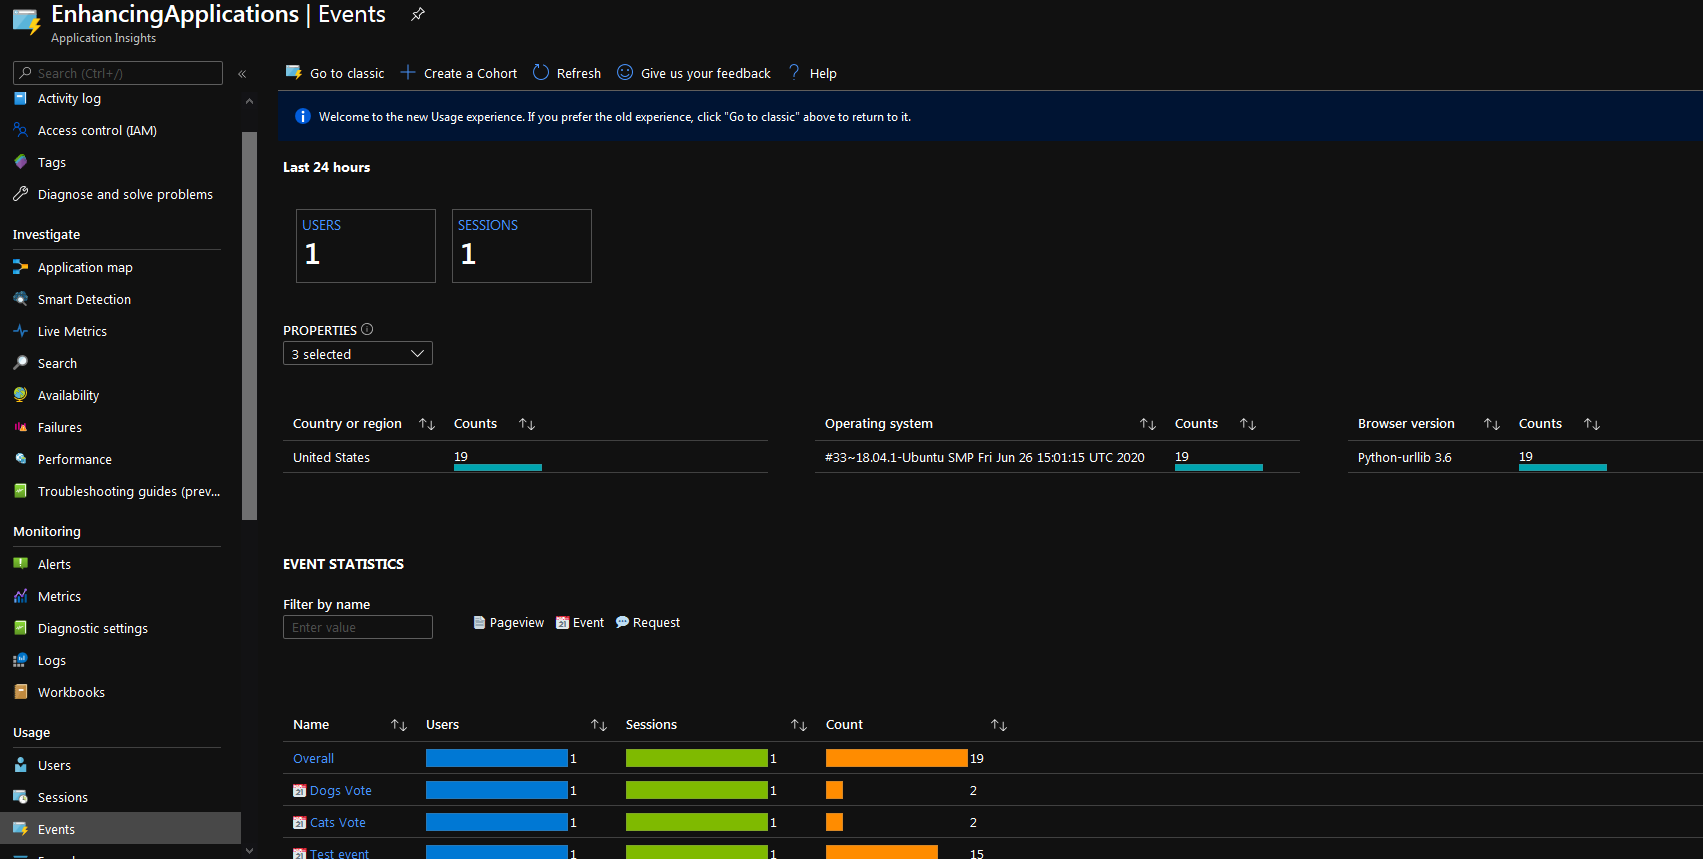 EnhancingApplications | Events
Application Insights
Search (Ctrl+/)
«
Activity log
Access control (IAM)
Tags
Diagnose and solve problems
Investigate
Application map
Smart Detection
Live Metrics
Search
Availability
Failures
Performance
Troubleshooting guides (prev...
Monitoring
Alerts
Metrics
Diagnostic settings
Logs
Workbooks
Usage
Users
Sessions
Events
Go to classic Create a Cohort Refresh Give us your feedback ? Help
Welcome to the new Usage experience. If you prefer the old experience, click "Go to classic" above to return to it.
Last 24 hours
USERS
1
SESSIONS
1
PROPERTIES
3 selected
Country or region ↑↓ Counts ↑↓
United States 19
Operating system ↑↓ Counts ↑↓
#33~18.04.1-Ubuntu SMP Fri Jun 26 15:01:15 UTC 2020 19
Browser version ↑↓ Counts ↑↓
Python-urllib 3.6 19
EVENT STATISTICS
Filter by name
Enter value
Pageview Event Request
Name ↑↓ Users ↑↓ Sessions ↑↓ Count ↑↓
Overall 1 1 19
Dogs Vote 1 1 2
Cats Vote 1 1 2
Test event 1 1 15